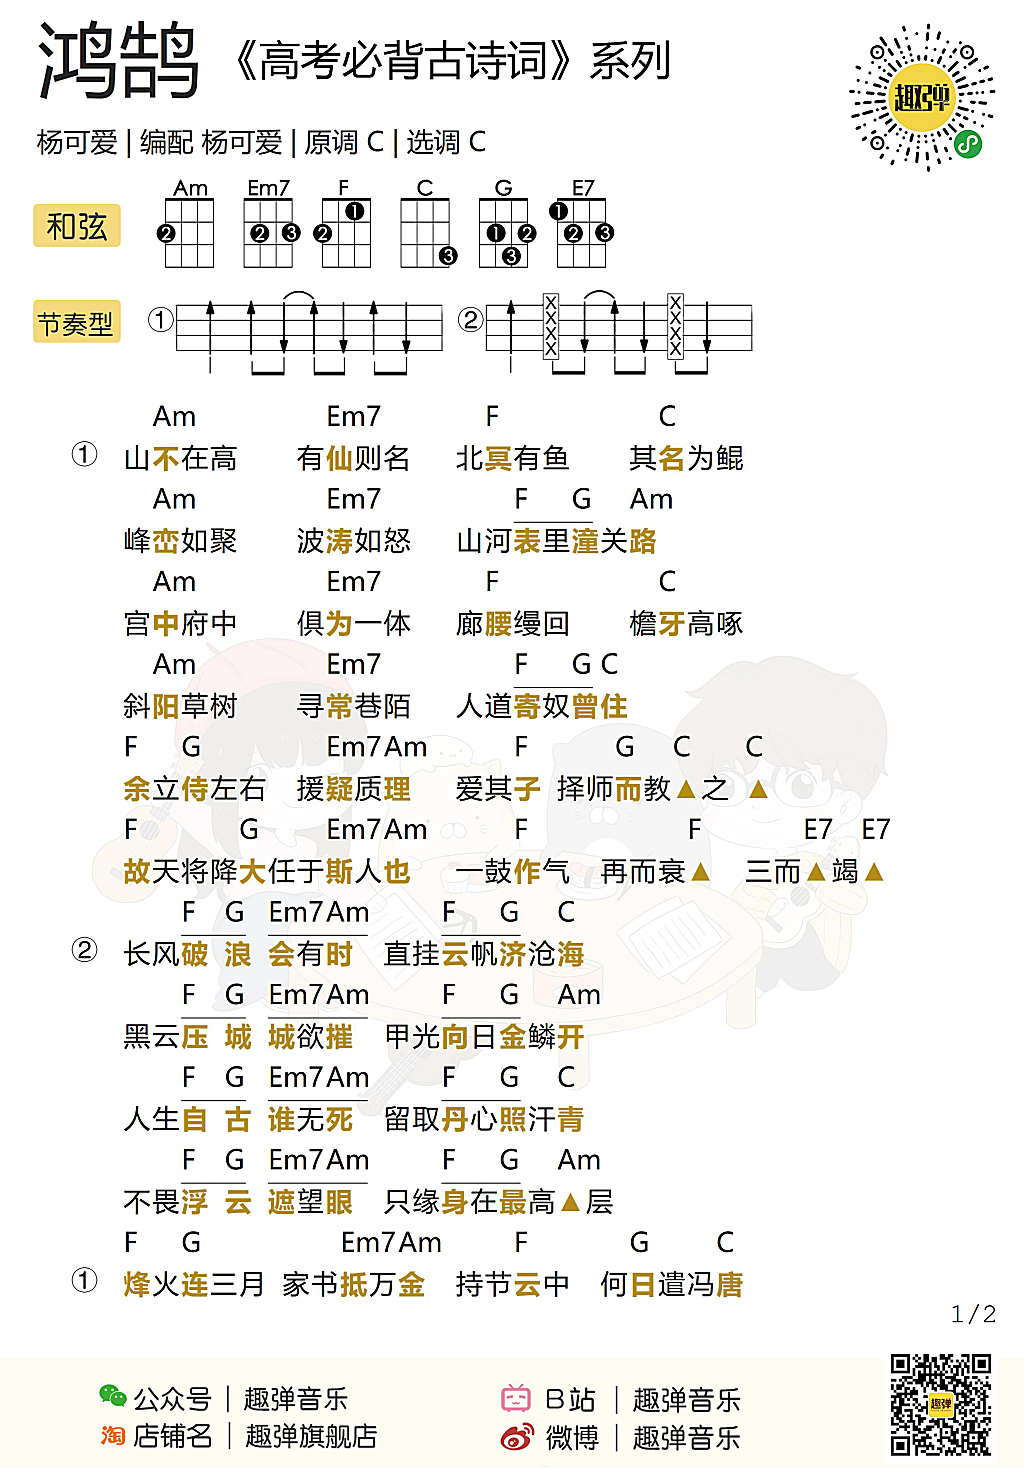 鸿鹄 《高考必背古诗词》系列
趣弹
杨可爱 | 编配 杨可爱 | 原调 C | 选调 C
和弦 Am Em7 F C G E7
2 2 3 2 1 3 1 2 3 1 2 3
节奏型 ① ②
X X
X X
X X
X X
Am Em7 F C
① 山不在高 有仙则名 北冥有鱼 其名为鲲
Am Em7 F G Am
峰峦如聚 波涛如怒 山河表里潼关路
Am Em7 F C
宫中府中 俱为一体 廊腰缦回 檐牙高啄
Am Em7 F G C
斜阳草树 寻常巷陌 人道寄奴曾住
F G Em7 Am F G C C
余立侍左右 援疑质理 爱其子 择师而教▲之 ▲
F G Em7 Am F F E7 E7
故天将降大任于斯人也 一鼓作气 再而衰▲ 三而▲竭▲
F G Em7 Am F G C
② 长风破 浪 会有时 直挂云帆济沧海
F G Em7 Am F G Am
黑云压 城 城欲摧 甲光向日金鳞开
F G Em7 Am F G C
人生自 古 谁无死 留取丹心照汗青
F G Em7 Am F G Am
不畏浮 云 遮望眼 只缘身在最高▲层
F G Em7 Am F G C
① 烽火连三月 家书抵万金 持节云中 何日遣冯唐
1/2
公众号 | 趣弹音乐 B站 | 趣弹音乐
淘 店铺名 | 趣弹旗舰店 微博 | 趣弹音乐
趣弹